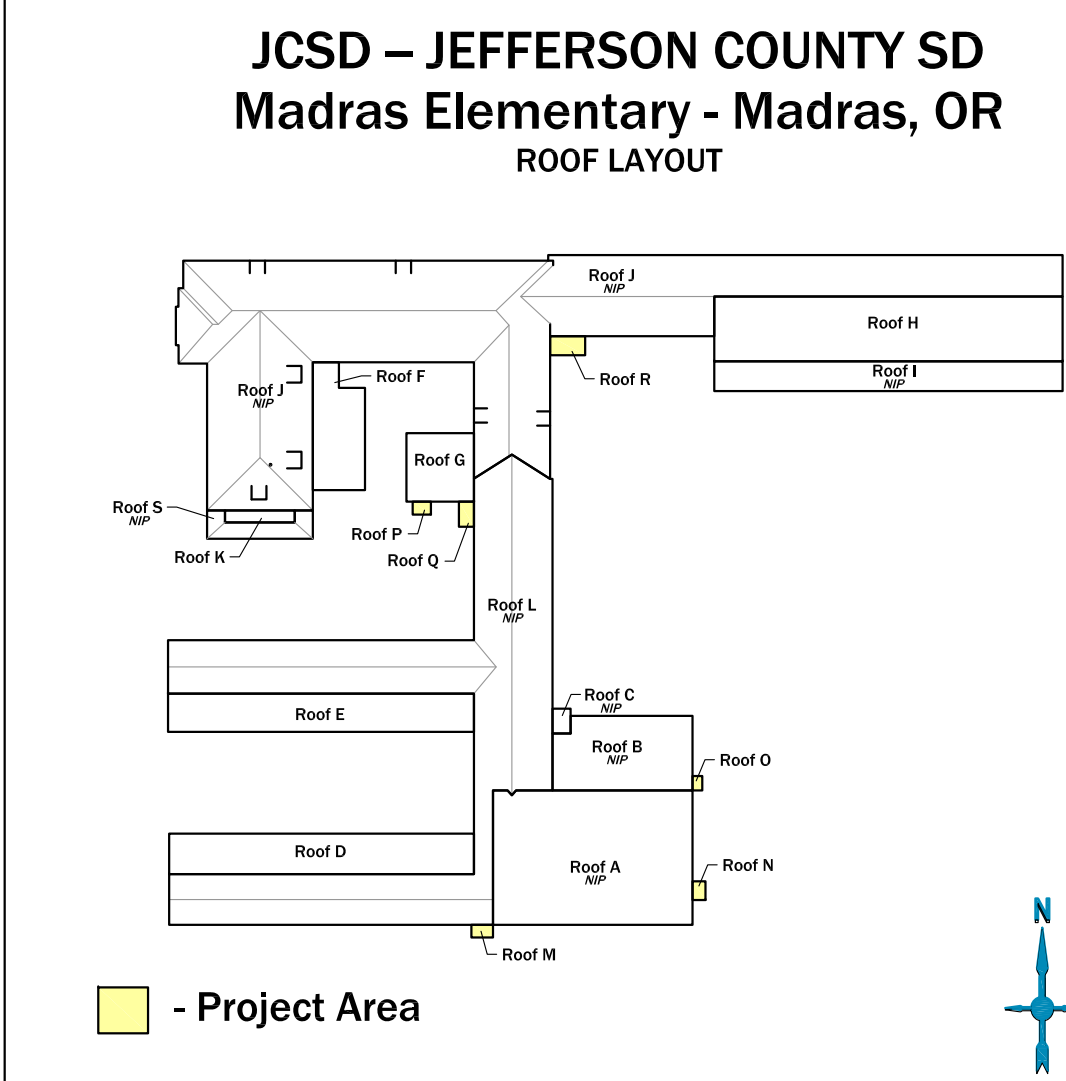 JCSD – JEFFERSON COUNTY SD
Madras Elementary - Madras, OR
ROOF LAYOUT
Roof J
NIP
Roof H
Roof I
NIP
Roof R
Roof F
Roof J
NIP
Roof G
Roof S
NIP
Roof K
Roof P
Roof Q
Roof L
NIP
Roof C
NIP
Roof E
Roof B
NIP
Roof O
Roof D
Roof A
NIP
Roof N
Roof M
N
- Project Area